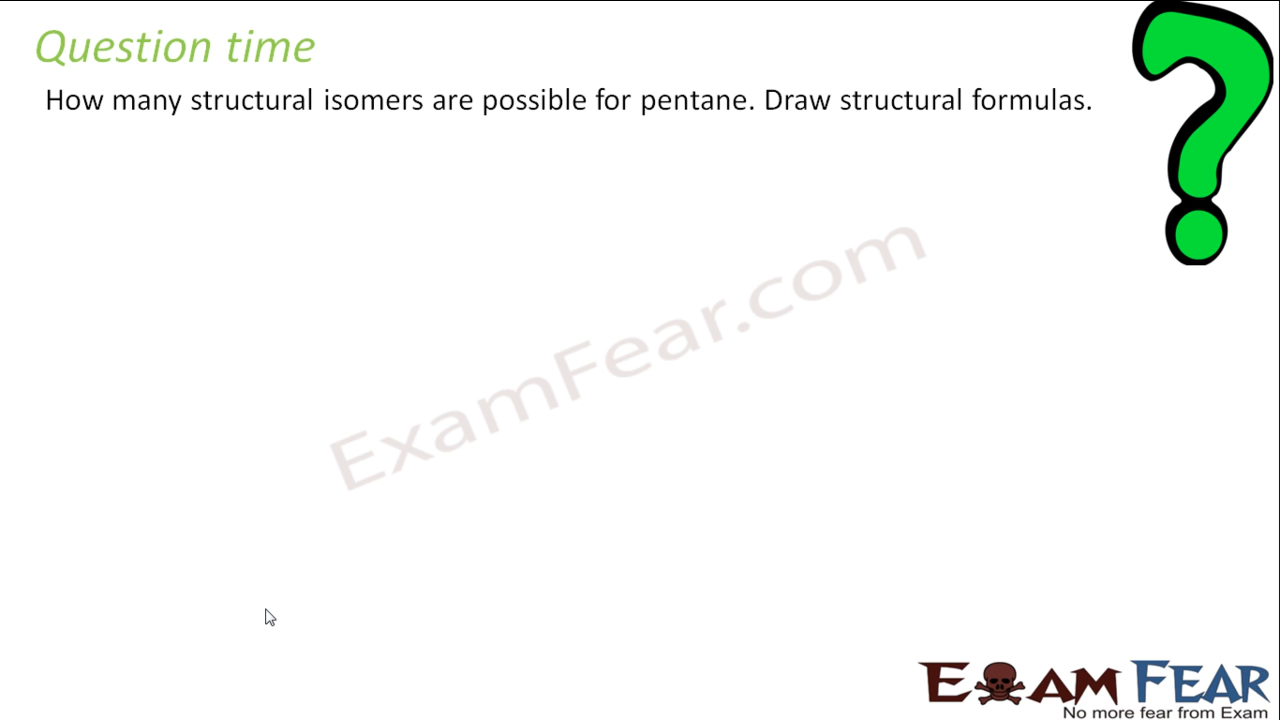 Question time
How many structural isomers are possible for pentane. Draw structural formulas.
ExamFear.com
EXAM FEAR
No more fear from Exam